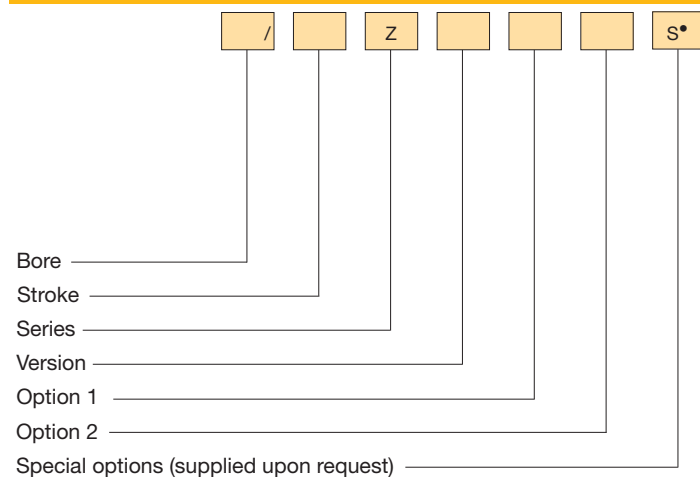 / Z S•
Bore
Stroke
Series
Version
Option 1
Option 2
Special options (supplied upon request)